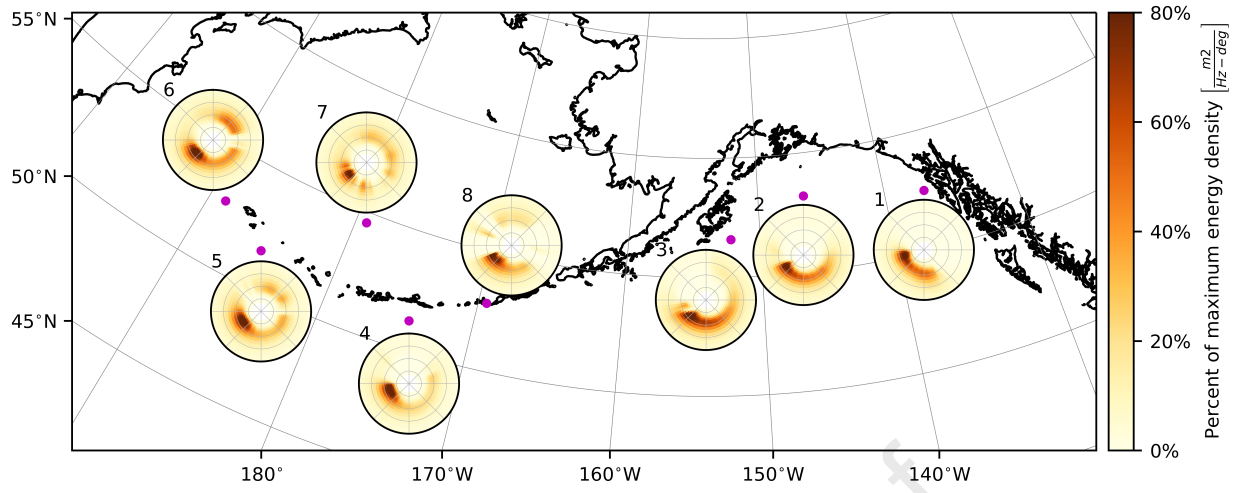 55°N
50°N
45°N
180°
170°W
160°W
150°W
140°W
6
7
8
5
4
3
2
1
80%
60%
40%
20%
0%
Percent of maximum energy density [m2/Hz − deg]
f